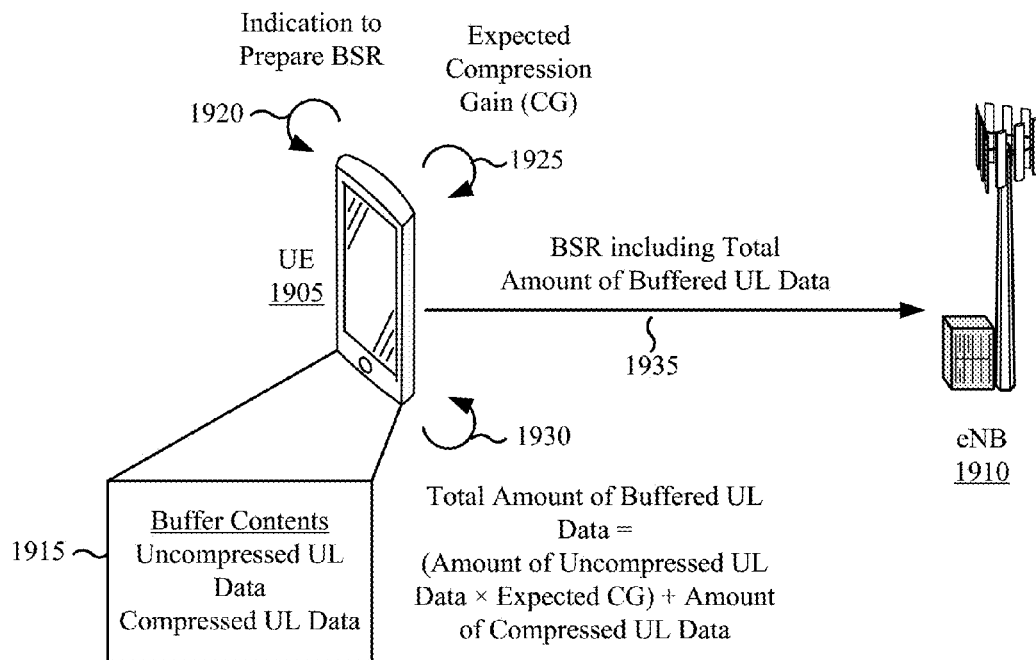 Indication to
Prepare BSR
Expected
Compression
Gain (CG)
1920
1925
UE
1905
BSR including Total
Amount of Buffered UL Data
1935
1930
eNB
1910
1915
Buffer Contents
Uncompressed UL
Data
Compressed UL Data
Total Amount of Buffered UL
Data =
(Amount of Uncompressed UL
Data × Expected CG) + Amount
of Compressed UL Data